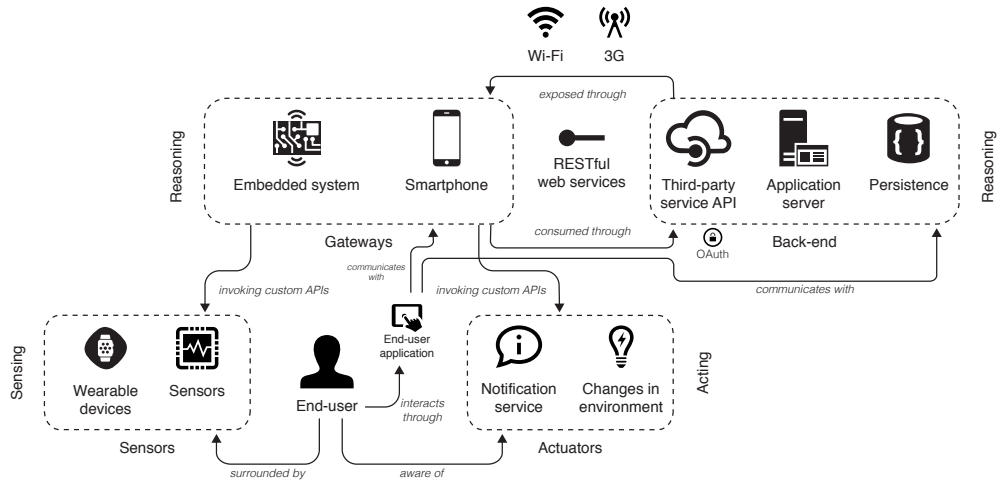 Wi-Fi
3G
exposed through
Reasoning
Embedded system
Smartphone
RESTful
web services
Third-party
service API
Application
server
Persistence
{ }
Reasoning
Gateways
consumed through
OAuth
Back-end
communicates
with
invoking custom APIs
invoking custom APIs
communicates with
Sensing
Wearable
devices
Sensors
End-user
End-user
application
interacts
through
i
Notification
service
Changes in
environment
Acting
Sensors
Actuators
surrounded by
aware of